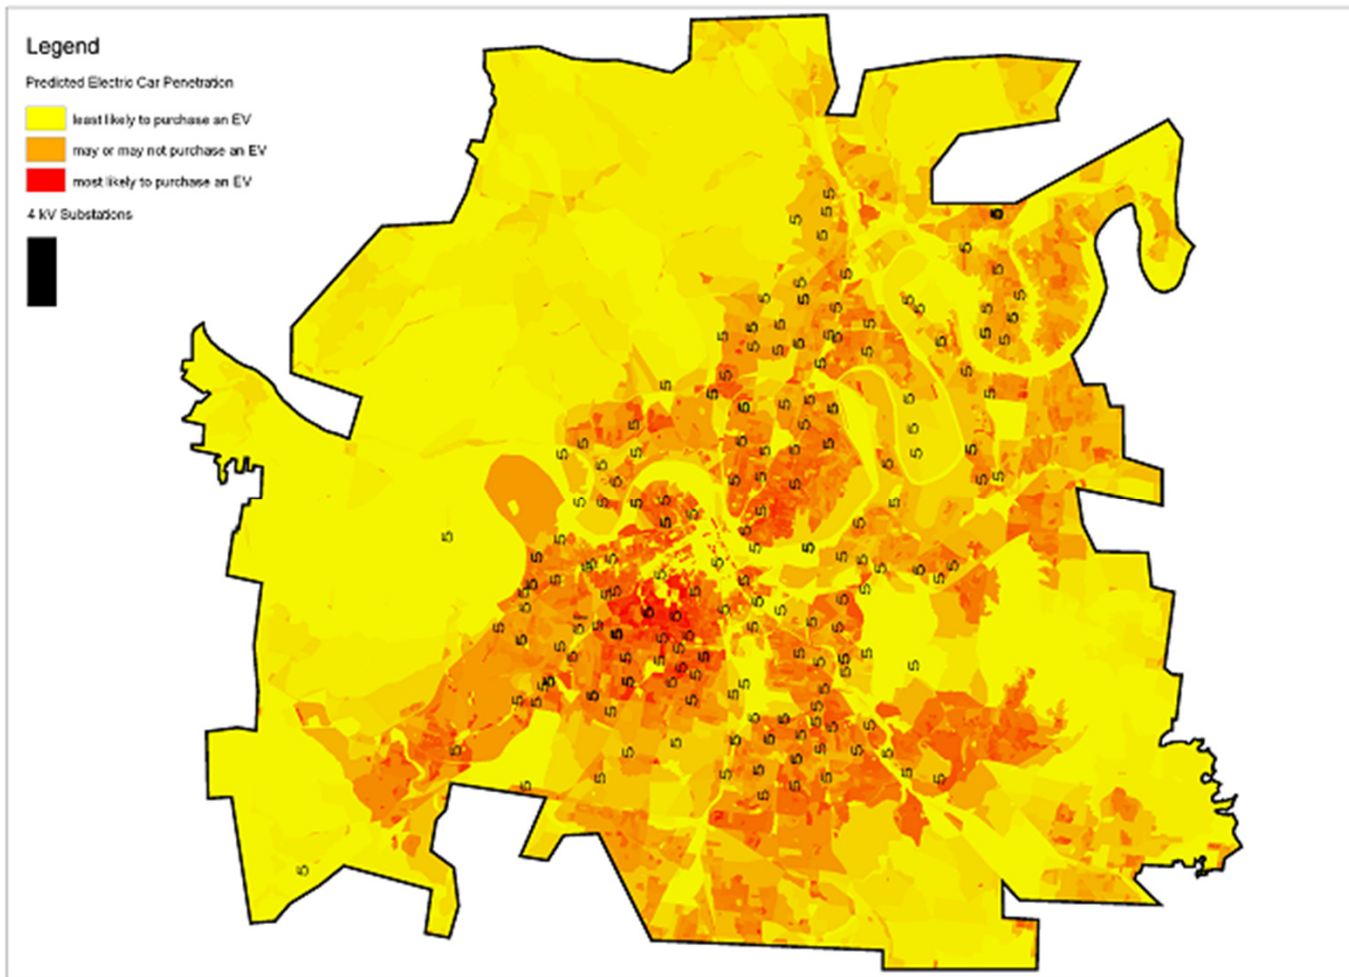 Legend
Predicted Electric Car Penetration
least likely to purchase an EV
may or may not purchase an EV
most likely to purchase an EV
4 kV Substations